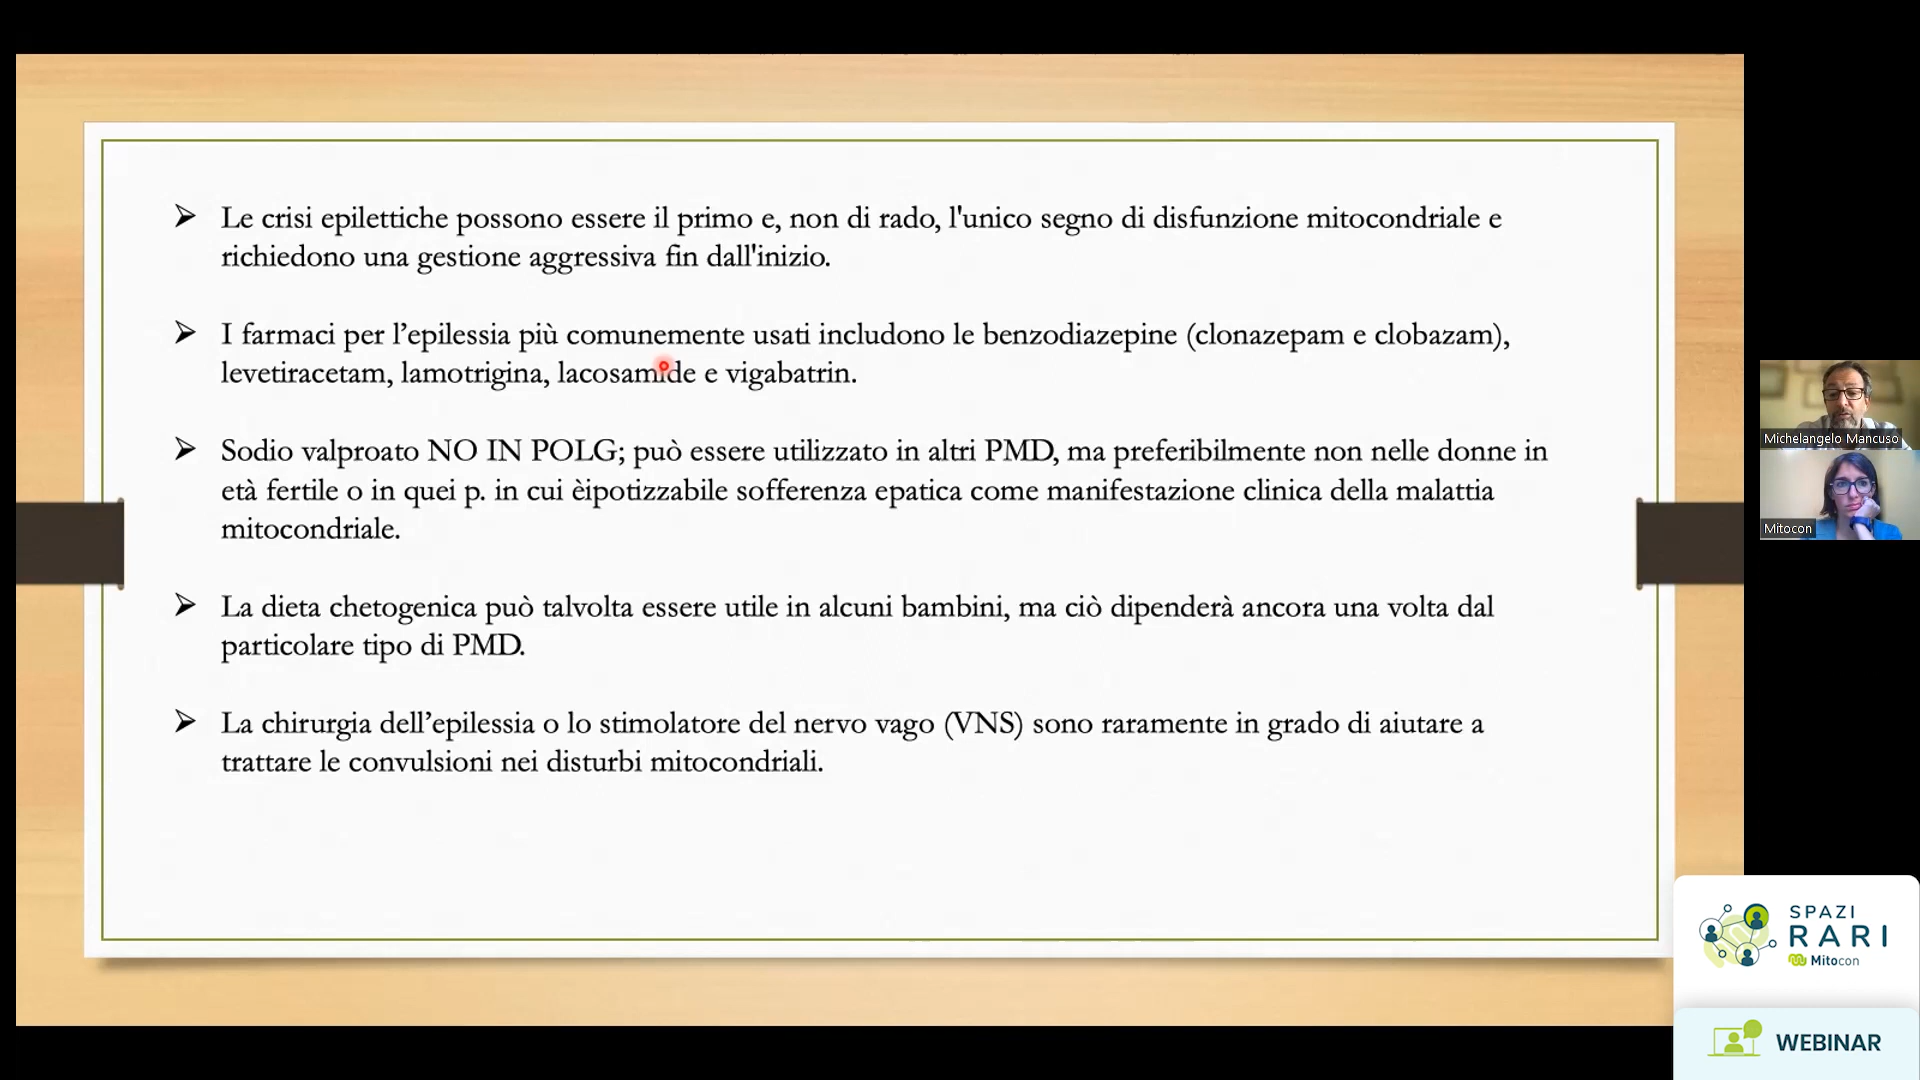 ➢ Le crisi epilettiche possono essere il primo e, non di rado, l'unico segno di disfunzione mitocondriale e
richiedono una gestione aggressiva fin dall'inizio.
➢ I farmaci per l’epilessia più comunemente usati includono le benzodiazepine (clonazepam e clobazam),
levetiracetam, lamotrigina, lacosamide e vigabatrin.
➢ Sodio valproato NO IN POLG; può essere utilizzato in altri PMD, ma preferibilmente non nelle donne in
età fertile o in quei p. in cui èipotizzabile sofferenza epatica come manifestazione clinica della malattia
mitocondriale.
➢ La dieta chetogenica può talvolta essere utile in alcuni bambini, ma ciò dipenderà ancora una volta dal
particolare tipo di PMD.
➢ La chirurgia dell’epilessia o lo stimolatore del nervo vago (VNS) sono raramente in grado di aiutare a
trattare le convulsioni nei disturbi mitocondriali.
Michelangelo Mancuso
Mitocon
SPAZI
RARI
Mitocon
WEBINAR